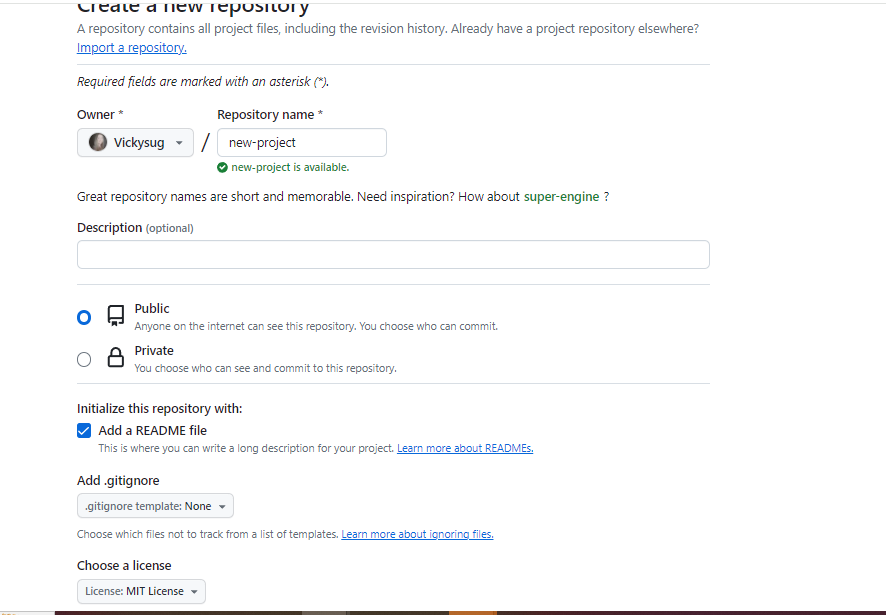 Create a new repository
A repository contains all project files, including the revision history. Already have a project repository elsewhere?
Import a repository.
Required fields are marked with an asterisk (*).
Owner * Repository name *
Vickysug / new-project
new-project is available.
Great repository names are short and memorable. Need inspiration? How about super-engine ?
Description (optional)
Public
Anyone on the internet can see this repository. You choose who can commit.
Private
You choose who can see and commit to this repository.
Initialize this repository with:
Add a README file
This is where you can write a long description for your project. Learn more about READMEs.
Add .gitignore
.gitignore template: None
Choose which files not to track from a list of templates. Learn more about ignoring files.
Choose a license
License: MIT License